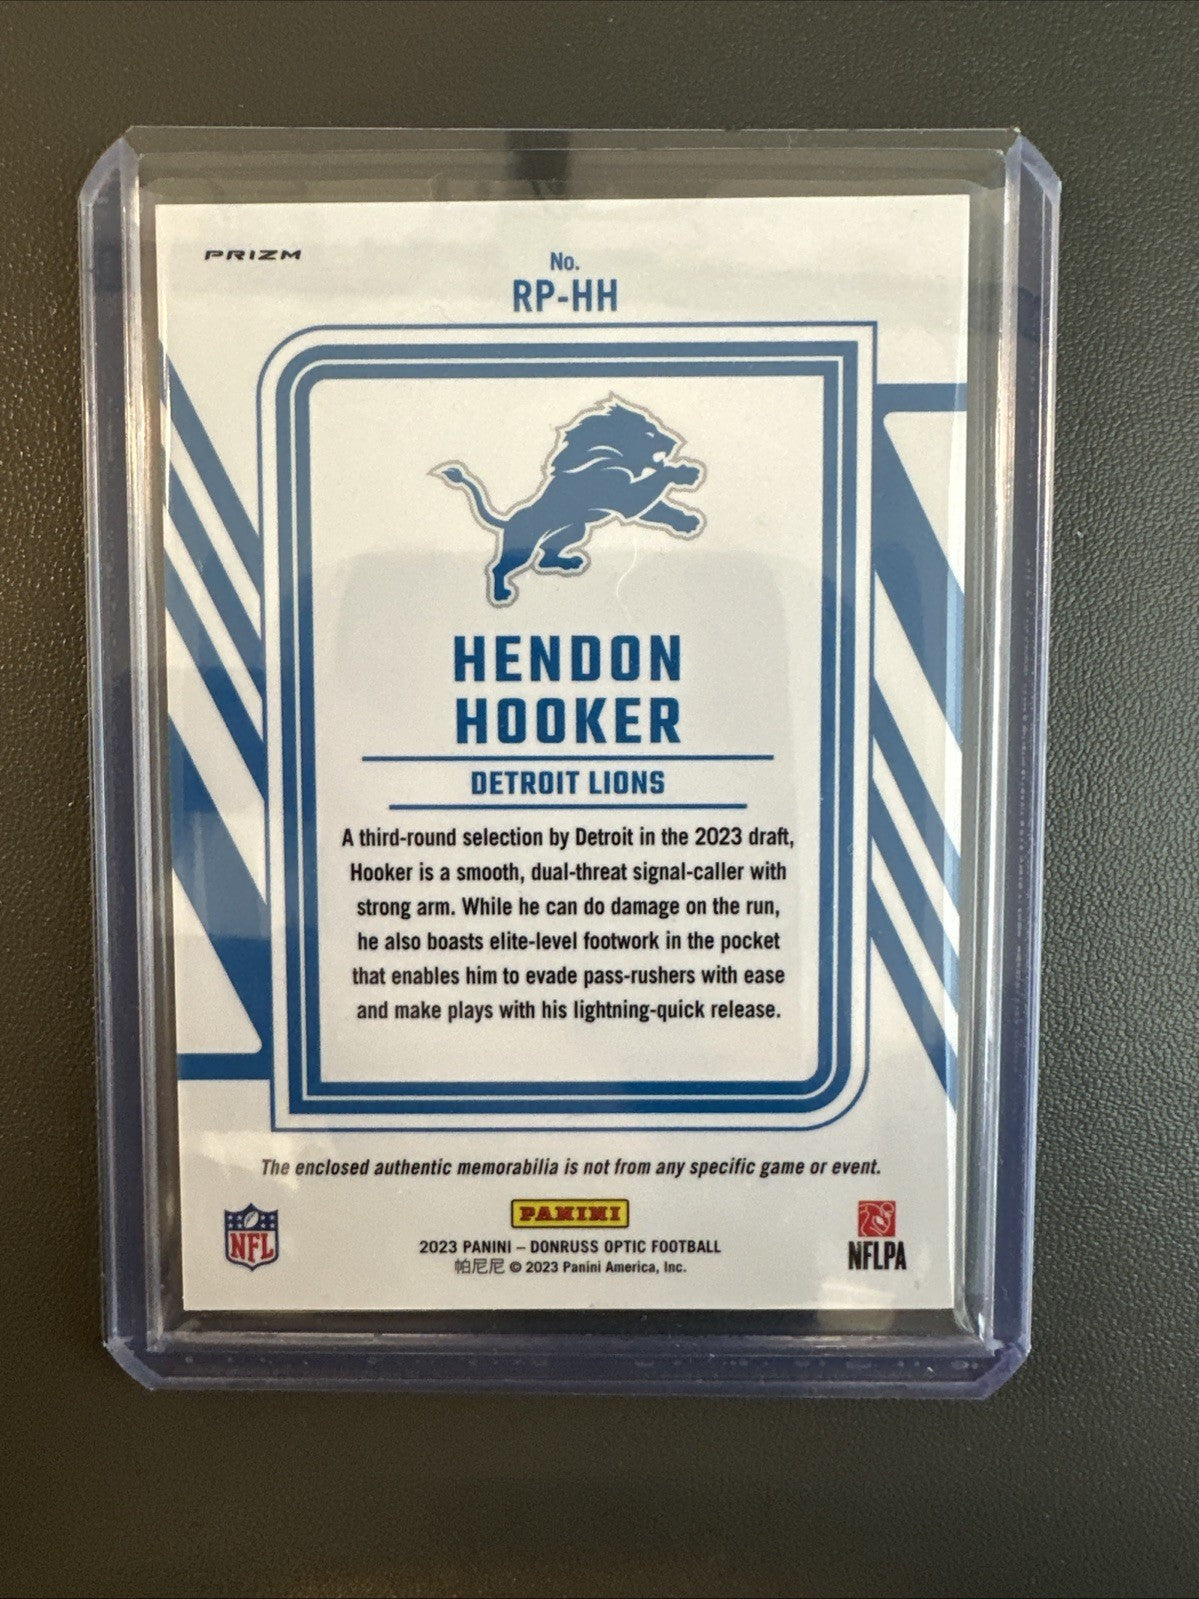 PRIZM
No.
RP-HH
HENDON
HOOKER
DETROIT LIONS
A third-round selection by Detroit in the 2023 draft,
Hooker is a smooth, dual-threat signal-caller with
strong arm. While he can do damage on the run,
he also boasts elite-level footwork in the pocket
that enables him to evade pass-rushers with ease
and make plays with his lightning-quick release.
The enclosed authentic memorabilia is not from any specific game or event.
NFL
PANINI
2023 PANINI – DONRUSS OPTIC FOOTBALL
帕尼尼 © 2023 Panini America, Inc.
NFLPA